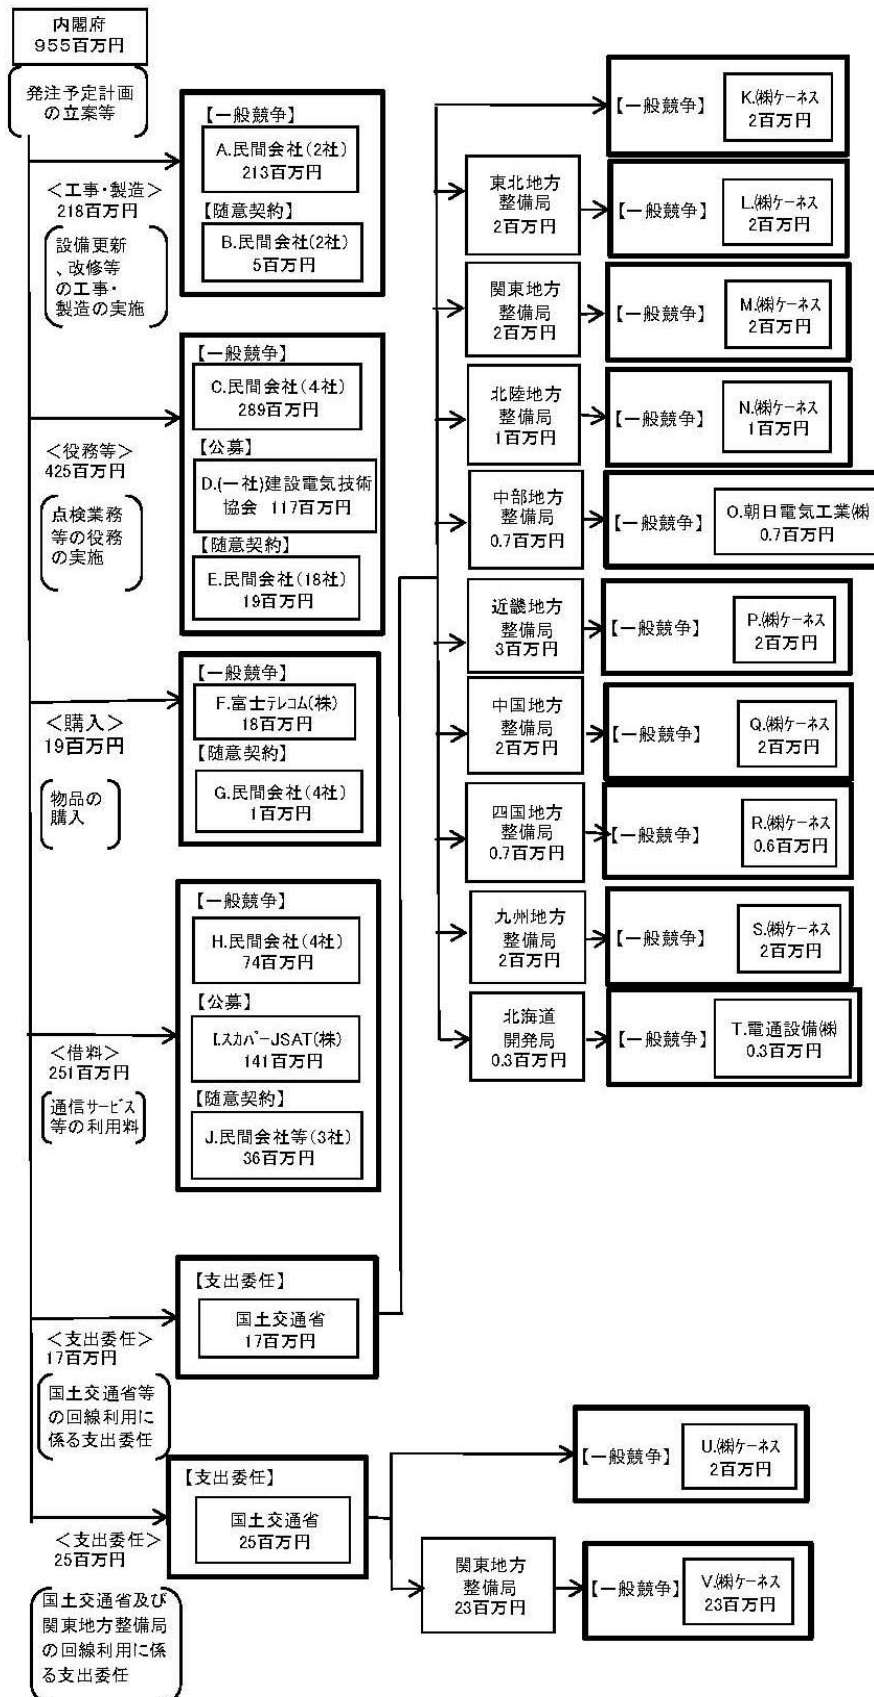 内閣府
955百万円
発注予定計画
の立案等
＜工事・製造＞
218百万円
設備更新
、改修等
の工事・
製造の実施
【一般競争】
A.民間会社(2社)
213百万円
【随意契約】
B.民間会社(2社)
5百万円
＜役務等＞
425百万円
点検業務
等の役務
の実施
【一般競争】
C.民間会社(4社)
289百万円
【公募】
D.(一社)建設電気技術
協会 117百万円
【随意契約】
E.民間会社(18社)
19百万円
＜購入＞
19百万円
物品の
購入
【一般競争】
F.富士テレコム(株)
18百万円
【随意契約】
G.民間会社(4社)
1百万円
＜借料＞
251百万円
通信サービス
等の利用料
【一般競争】
H.民間会社(4社)
74百万円
【公募】
I.スカパーJSAT(株)
141百万円
【随意契約】
J.民間会社等(3社)
36百万円
＜支出委任＞
17百万円
国土交通省等
の回線利用に
係る支出委任
【支出委任】
国土交通省
17百万円
【一般競争】
K.㈱ケーネス
2百万円
東北地方
整備局
2百万円
【一般競争】
L.㈱ケーネス
2百万円
関東地方
整備局
2百万円
【一般競争】
M.㈱ケーネス
2百万円
北陸地方
整備局
1百万円
【一般競争】
N.㈱ケーネス
1百万円
中部地方
整備局
0.7百万円
【一般競争】
O.朝日電気工業㈱
0.7百万円
近畿地方
整備局
3百万円
【一般競争】
P.㈱ケーネス
2百万円
中国地方
整備局
2百万円
【一般競争】
Q.㈱ケーネス
2百万円
四国地方
整備局
0.7百万円
【一般競争】
R.㈱ケーネス
0.6百万円
九州地方
整備局
2百万円
【一般競争】
S.㈱ケーネス
2百万円
北海道
開発局
0.3百万円
【一般競争】
T.電通設備㈱
0.3百万円
＜支出委任＞
25百万円
国土交通省及び
関東地方整備局
の回線利用に係
る支出委任
【支出委任】
国土交通省
25百万円
【一般競争】
U.㈱ケーネス
2百万円
関東地方
整備局
23百万円
【一般競争】
V.㈱ケーネス
23百万円